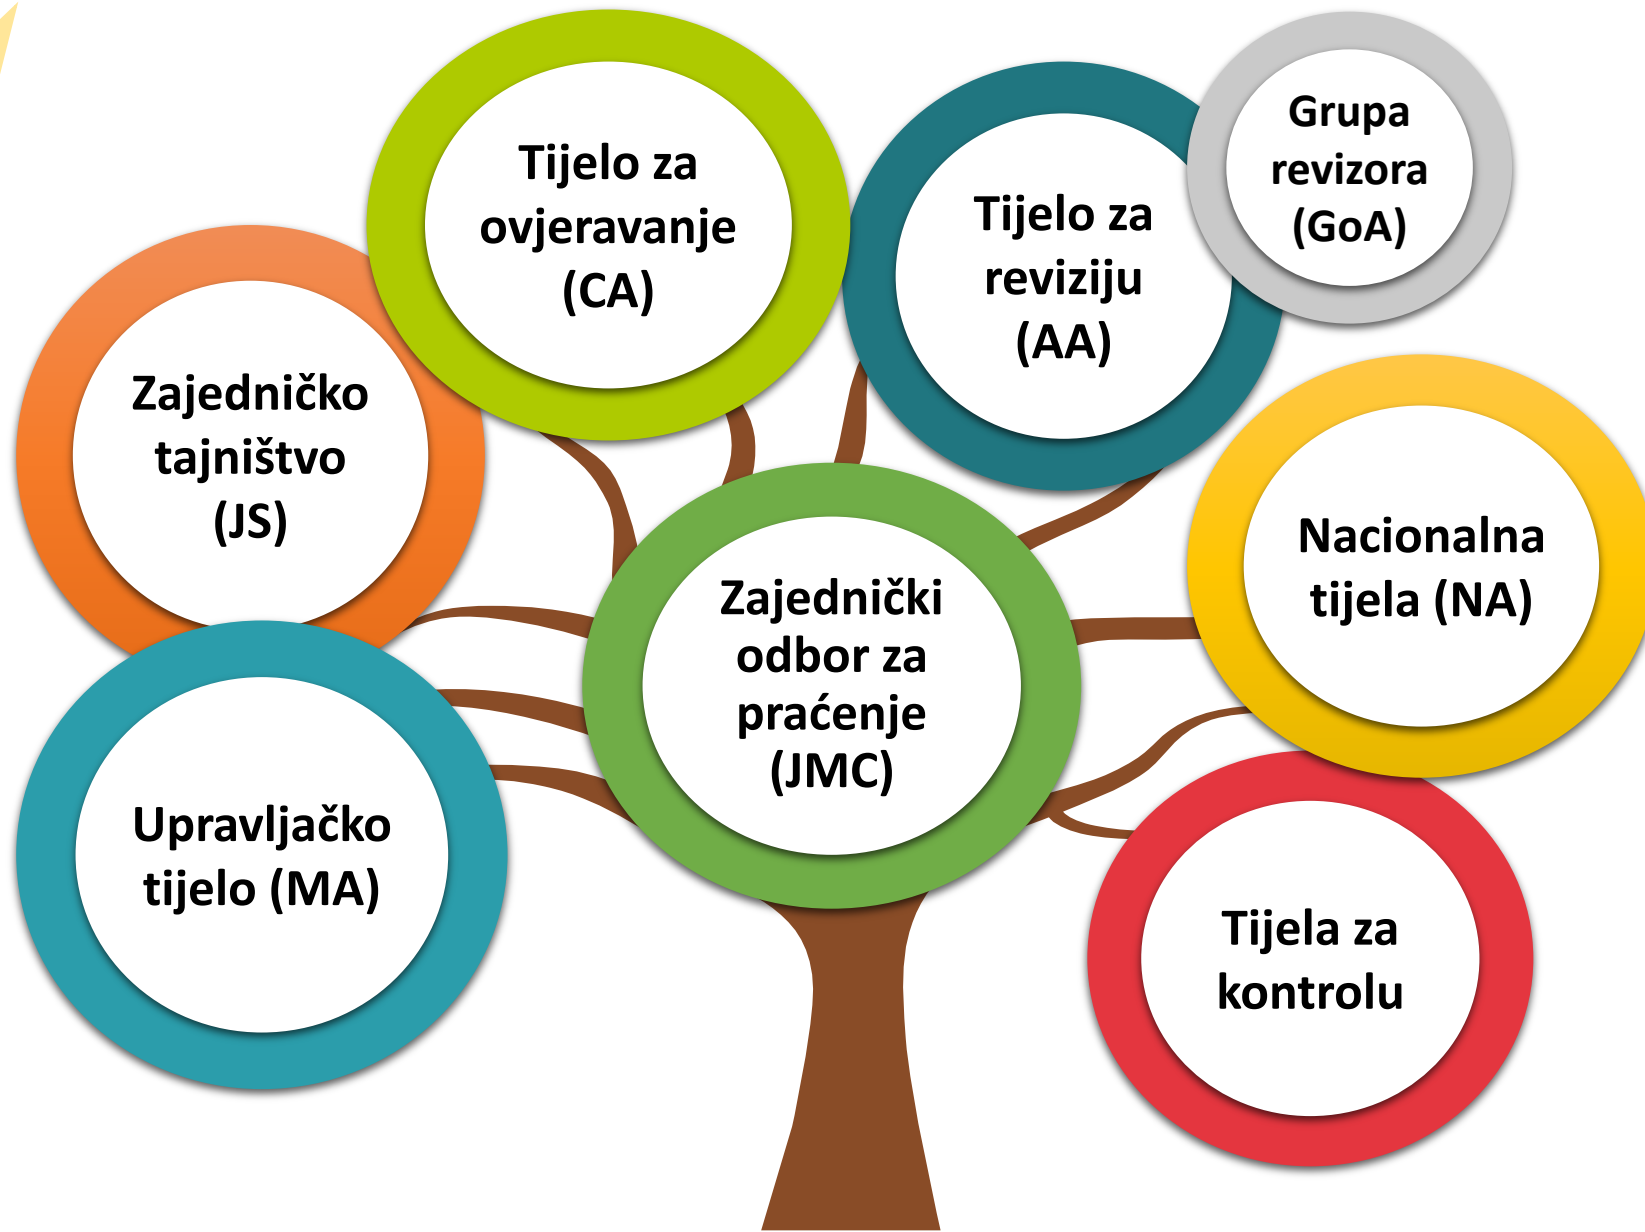 Tijelo za
ovjeravanje
(CA)
Tijelo za
reviziju
(AA)
Grupa
revizora
(GoA)
Zajedničko
tajništvo
(JS)
Zajednički
odbor za
praćenje
(JMC)
Nacionalna
tijela (NA)
Upravljačko
tijelo (MA)
Tijela za
kontrolu